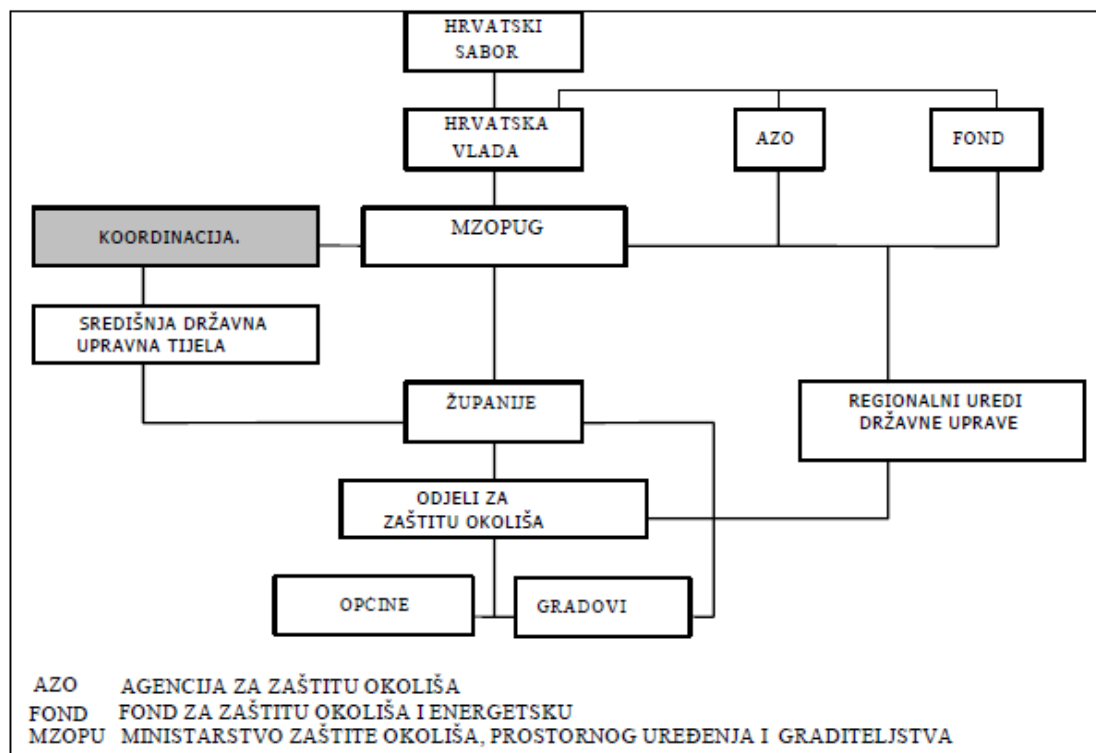 HRVATSKI
SABOR
HRVATSKA
VLADA
AZO
FOND
KOORDINACIJA.
MZOPUG
SREDIŠNJA DRŽAVNA
UPRAVNA TIJELA
ŽUPANIJE
REGIONALNI UREDI
DRŽAVNE UPRAVE
ODJELI ZA
ZAŠTITU OKOLIŠA
OPĆINE
GRADOVI
AZO AGENCIJA ZA ZAŠTITU OKOLIŠA
FOND FOND ZA ZAŠTITU OKOLIŠA I ENERGETSKU
MZOPU MINISTARSTVO ZAŠTITE OKOLIŠA, PROSTORNOG UREĐENJA I GRADITELJSTVA